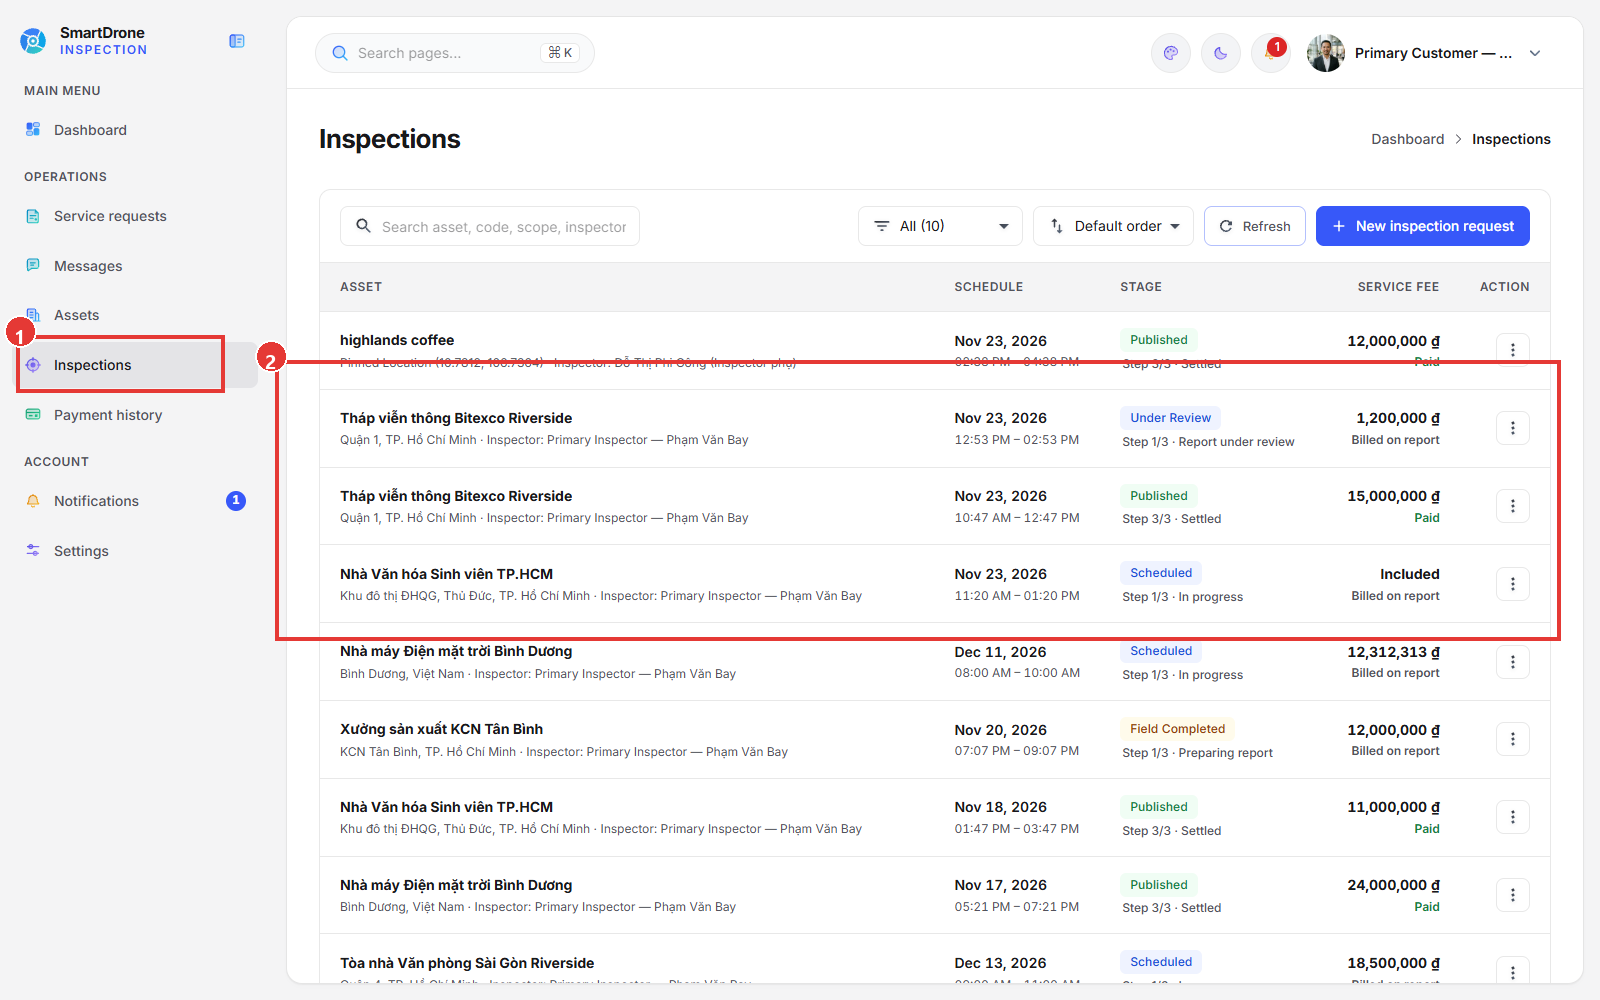 SmartDrone
INSPECTION
MAIN MENU
Dashboard
OPERATIONS
Service requests
Messages
Assets
1
Inspections
Payment history
ACCOUNT
Notifications
1
Settings
Search pages...
⌘ K
1
Primary Customer — ...
Inspections
Dashboard > Inspections
Search asset, code, scope, inspector
All (10)
Default order
Refresh
+ New inspection request
ASSET SCHEDULE STAGE SERVICE FEE ACTION
2
highlands coffee Nov 23, 2026 Published 12,000,000 ₫
Inspector: Đỗ Thị Phi Công (Inspector phụ) Step 3/3 · Settled Paid
Tháp viễn thông Bitexco Riverside Nov 23, 2026 Under Review 1,200,000 ₫
Quận 1, TP. Hồ Chí Minh · Inspector: Primary Inspector — Phạm Văn Bay 12:53 PM – 02:53 PM Step 1/3 · Report under review Billed on report
Tháp viễn thông Bitexco Riverside Nov 23, 2026 Published 15,000,000 ₫
Quận 1, TP. Hồ Chí Minh · Inspector: Primary Inspector — Phạm Văn Bay 10:47 AM – 12:47 PM Step 3/3 · Settled Paid
Nhà Văn hóa Sinh viên TP.HCM Nov 23, 2026 Scheduled Included
Khu đô thị ĐHQG, Thủ Đức, TP. Hồ Chí Minh · Inspector: Primary Inspector — Phạm Văn Bay 11:20 AM – 01:20 PM Step 1/3 · In progress Billed on report
Nhà máy Điện mặt trời Bình Dương Dec 11, 2026 Scheduled 12,312,313 ₫
Bình Dương, Việt Nam · Inspector: Primary Inspector — Phạm Văn Bay 08:00 AM – 10:00 AM Step 1/3 · In progress Billed on report
Xưởng sản xuất KCN Tân Bình Nov 20, 2026 Field Completed 12,000,000 ₫
KCN Tân Bình, TP. Hồ Chí Minh · Inspector: Primary Inspector — Phạm Văn Bay 07:07 PM – 09:07 PM Step 1/3 · Preparing report Billed on report
Nhà Văn hóa Sinh viên TP.HCM Nov 18, 2026 Published 11,000,000 ₫
Khu đô thị ĐHQG, Thủ Đức, TP. Hồ Chí Minh · Inspector: Primary Inspector — Phạm Văn Bay 01:47 PM – 03:47 PM Step 3/3 · Settled Paid
Nhà máy Điện mặt trời Bình Dương Nov 17, 2026 Published 24,000,000 ₫
Bình Dương, Việt Nam · Inspector: Primary Inspector — Phạm Văn Bay 05:21 PM – 07:21 PM Step 3/3 · Settled Paid
Tòa nhà Văn phòng Sài Gòn Riverside Dec 13, 2026 Scheduled 18,500,000 ₫